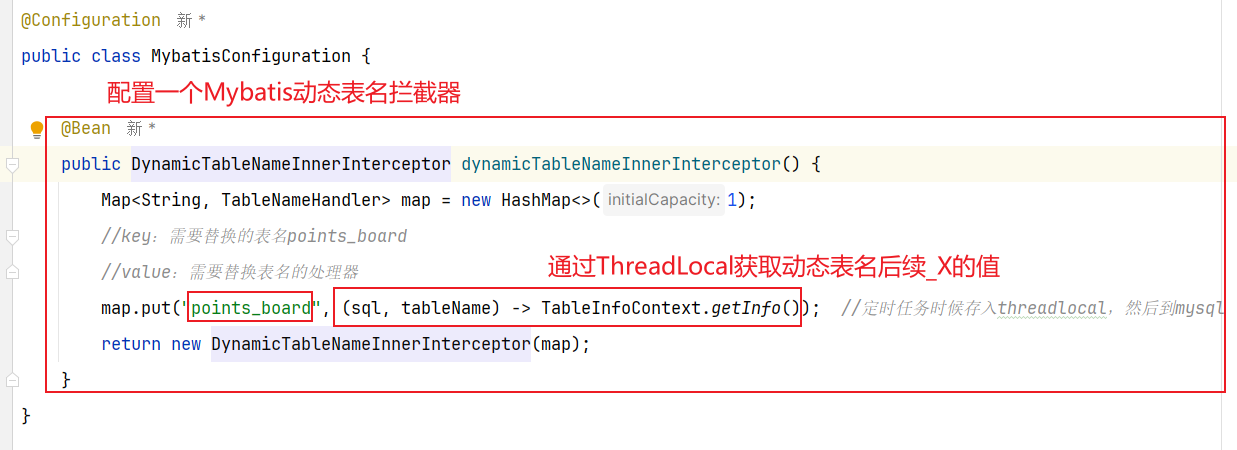 @Configuration 新 *
public class MybatisConfiguration {
配置一个Mybatis动态表名拦截器
@Bean 新 *
public DynamicTableNameInnerInterceptor dynamicTableNameInnerInterceptor() {
Map<String, TableNameHandler> map = new HashMap<>( initialCapacity: 1);
//key：需要替换的表名points_board
//value：需要替换表名的处理器
通过ThreadLocal获取动态表名后续_X的值
map.put("points_board", (sql, tableName) -> TableInfoContext.getInfo()); //定时任务时候存入threadlocal，然后到mysql
return new DynamicTableNameInnerInterceptor(map);
}
}